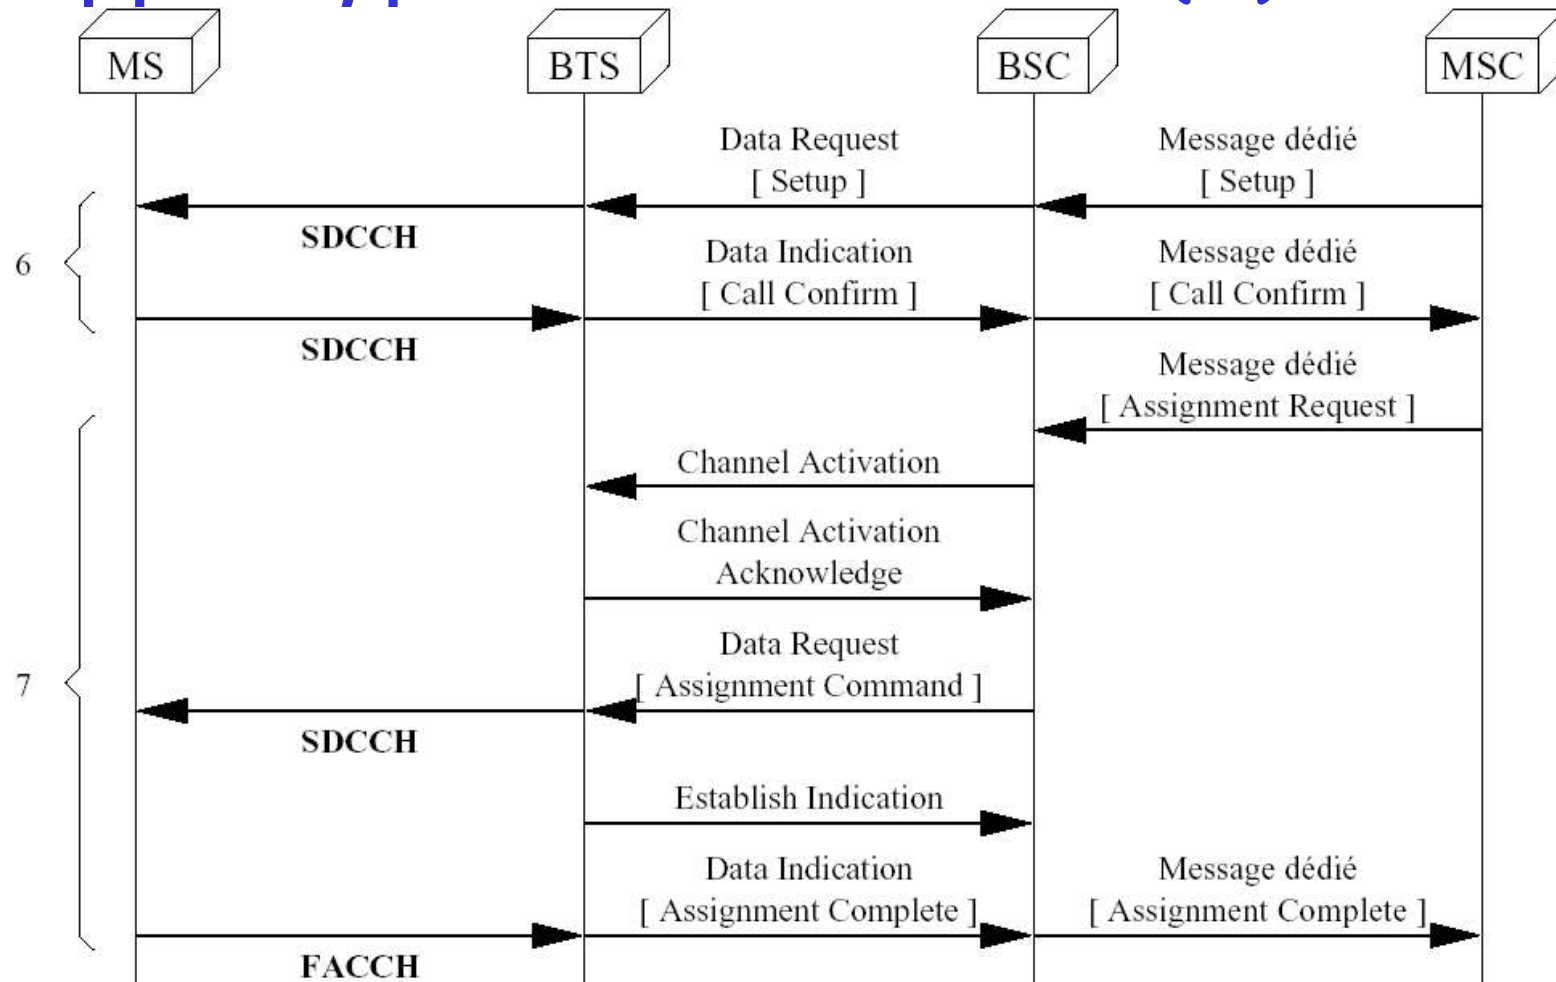 MS BTS BSC MSC
Data Request Message dédié
[ Setup ] [ Setup ]
SDCCH
6
Data Indication Message dédié
[ Call Confirm ] [ Call Confirm ]
SDCCH
Message dédié
[ Assignment Request ]
Channel Activation
Channel Activation
Acknowledge
Data Request
7
[ Assignment Command ]
SDCCH
Establish Indication
Data Indication Message dédié
[ Assignment Complete ] [ Assignment Complete ]
FACCH